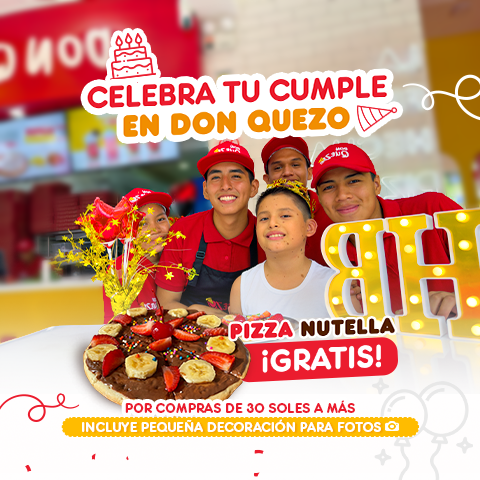 CELEBRA TU CUMPLE
EN DON QUEZO
PIZZA NUTELLA
¡GRATIS!
POR COMPRAS DE 30 SOLES A MÁS
INCLUYE PEQUEÑA DECORACIÓN PARA FOTOS